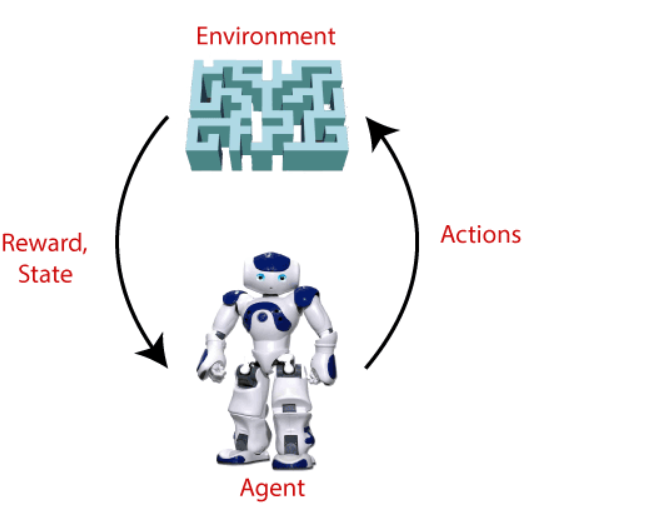 Environment
Reward,
State
Actions
Agent